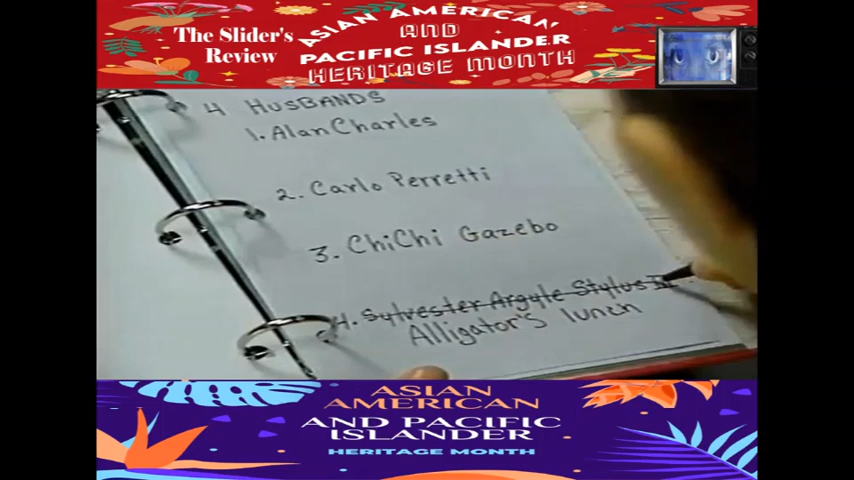 The Slider's
Review
ASIAN AMERICAN
AND
PACIFIC ISLANDER
HERITAGE MONTH
4 HUSBANDS
1. Alan Charles
2. Carlo Perretti
3. ChiChi Gazebo
4. Sylvester Argyle Stylus IV
Alligator's lunch
ASIAN
AMERICAN
AND PACIFIC
ISLANDER
HERITAGE MONTH